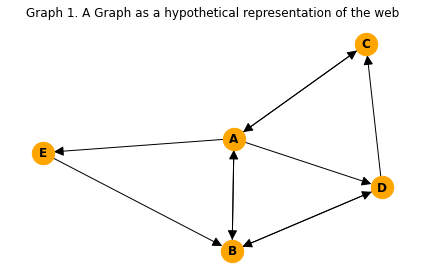 Graph 1. A Graph as a hypothetical representation of the web
C
A
E
D
B